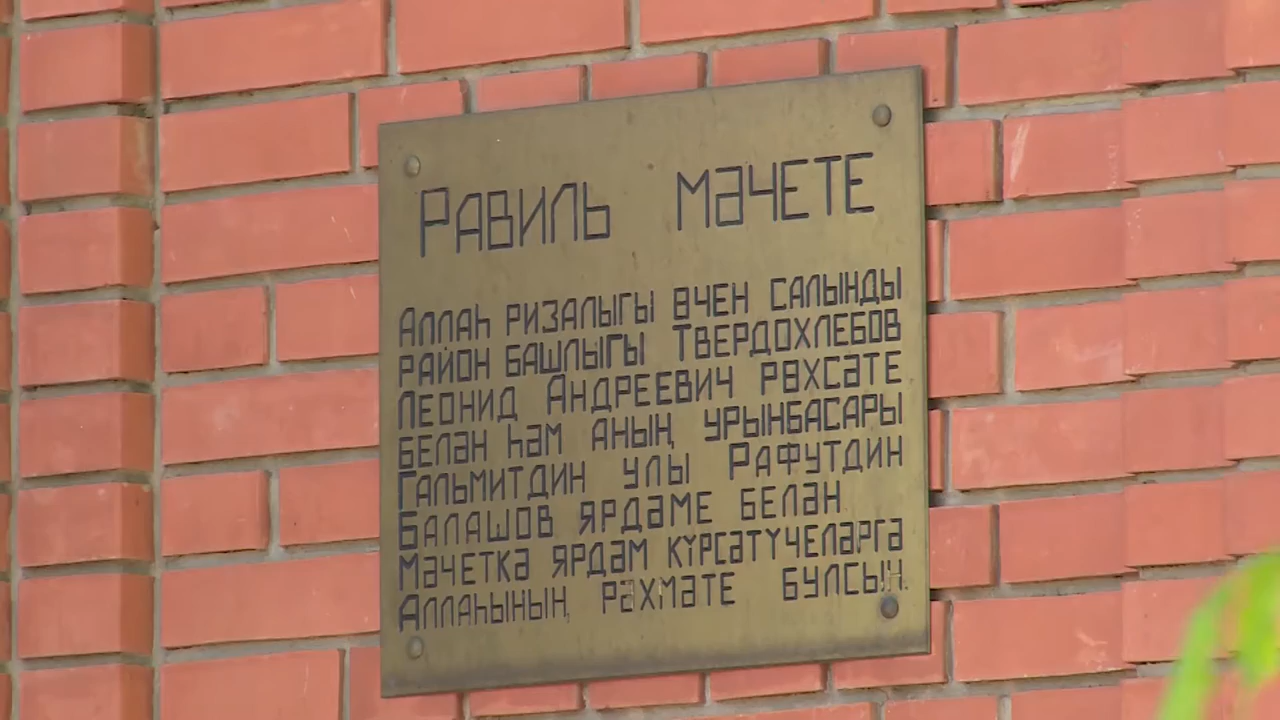 Равиль мәчете
Аллаһ ризалыгы өчен салынды
район башлыгы Твердохлебов
Леонид Андреевич рөхсәте
белән һәм аның урынбасары
Гальмитдин улы Рафутдин
Балашов ярдәме белән
Мәчеткә ярдәм күрсәтүчеләргә
Аллаһының рәхмәте булсын.